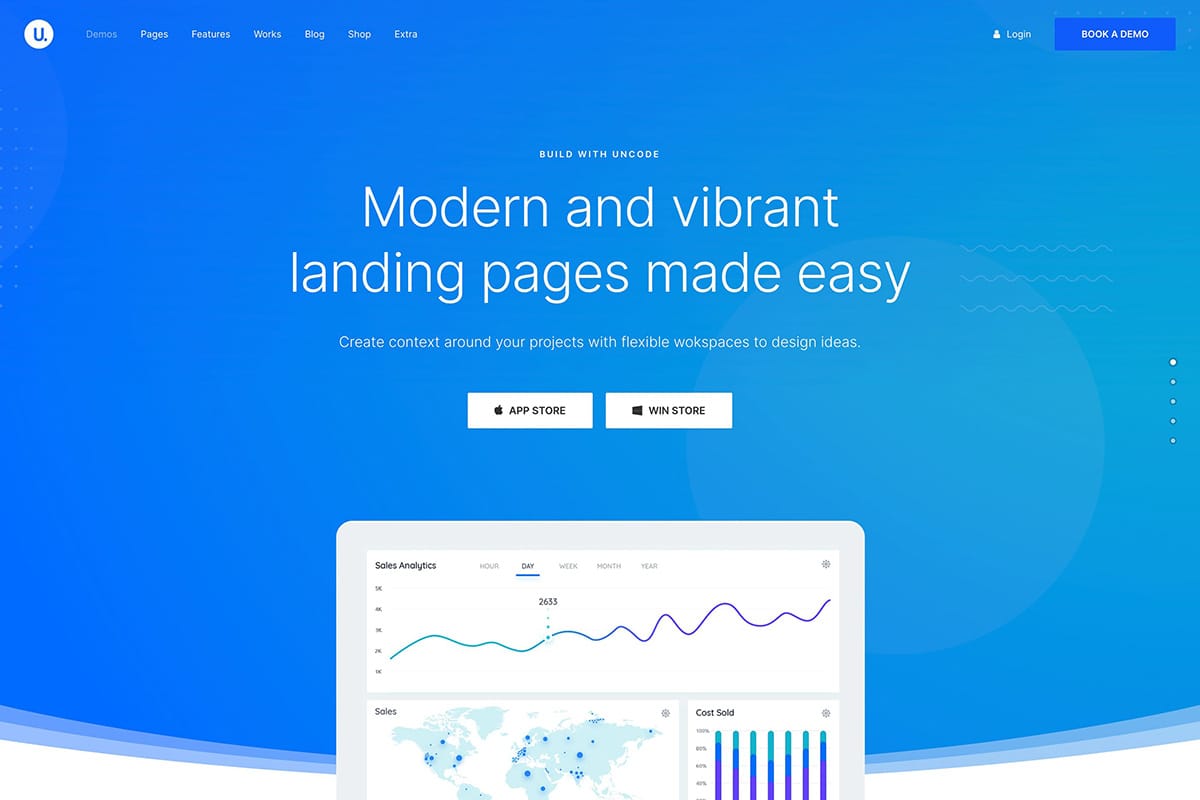 U.
Demos Pages Features Works Blog Shop Extra Login BOOK A DEMO
BUILD WITH UNCODE
Modern and vibrant
landing pages made easy
Create context around your projects with flexible wokspaces to design ideas.
APP STORE WIN STORE
Sales Analytics HOUR DAY WEEK MONTH YEAR
5K
2633
4K
3K
2K
1K
Sales Cost Sold
100%
80%
60%
40%